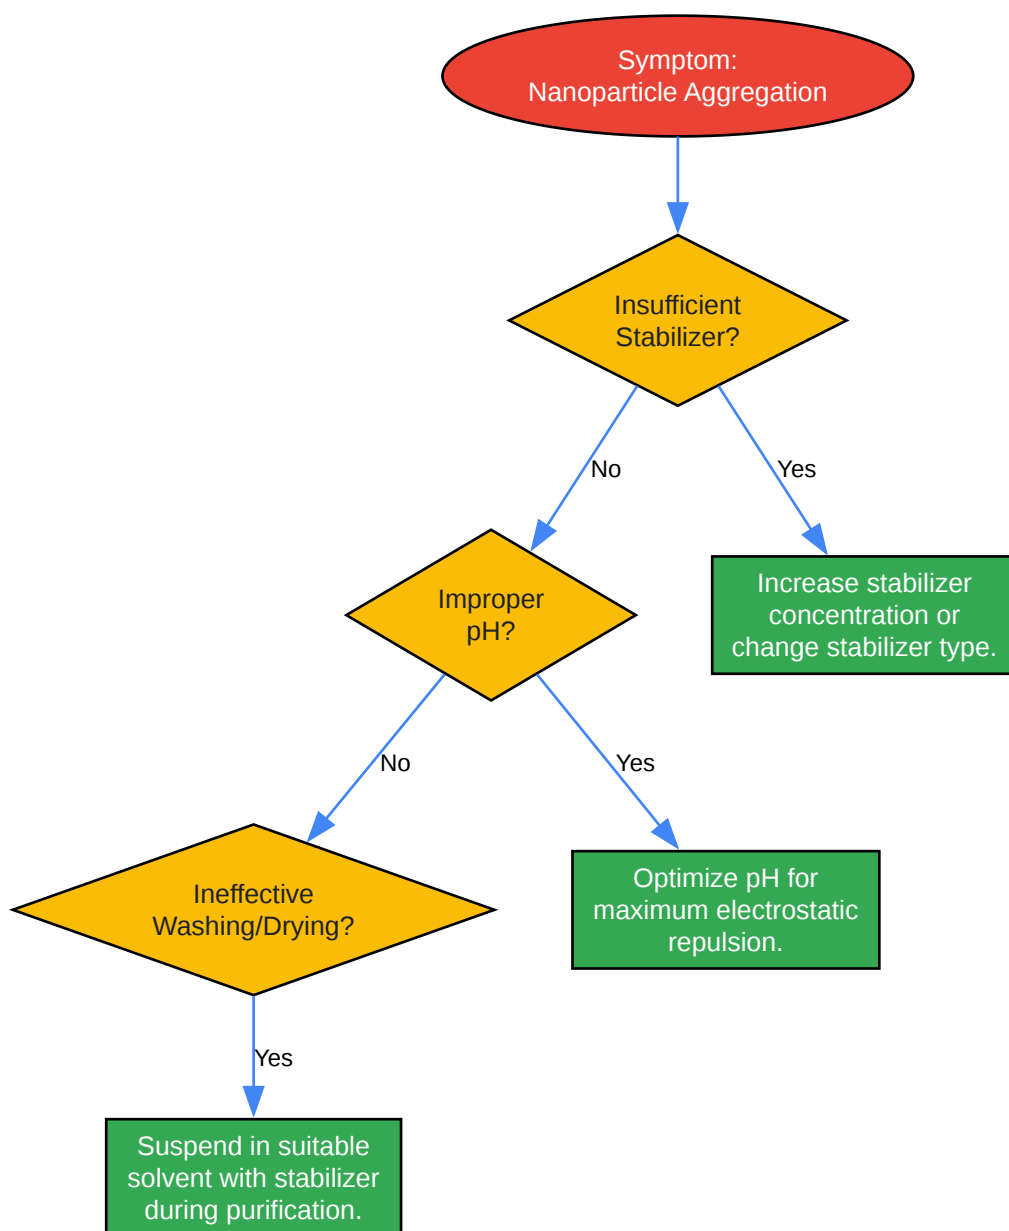 Symptom:
Nanoparticle Aggregation
Insufficient
Stabilizer?
No
Yes
Improper
pH?
Increase stabilizer
concentration or
change stabilizer type.
No
Yes
Ineffective
Washing/Drying?
Optimize pH for
maximum electrostatic
repulsion.
Yes
Suspend in suitable
solvent with stabilizer
during purification.